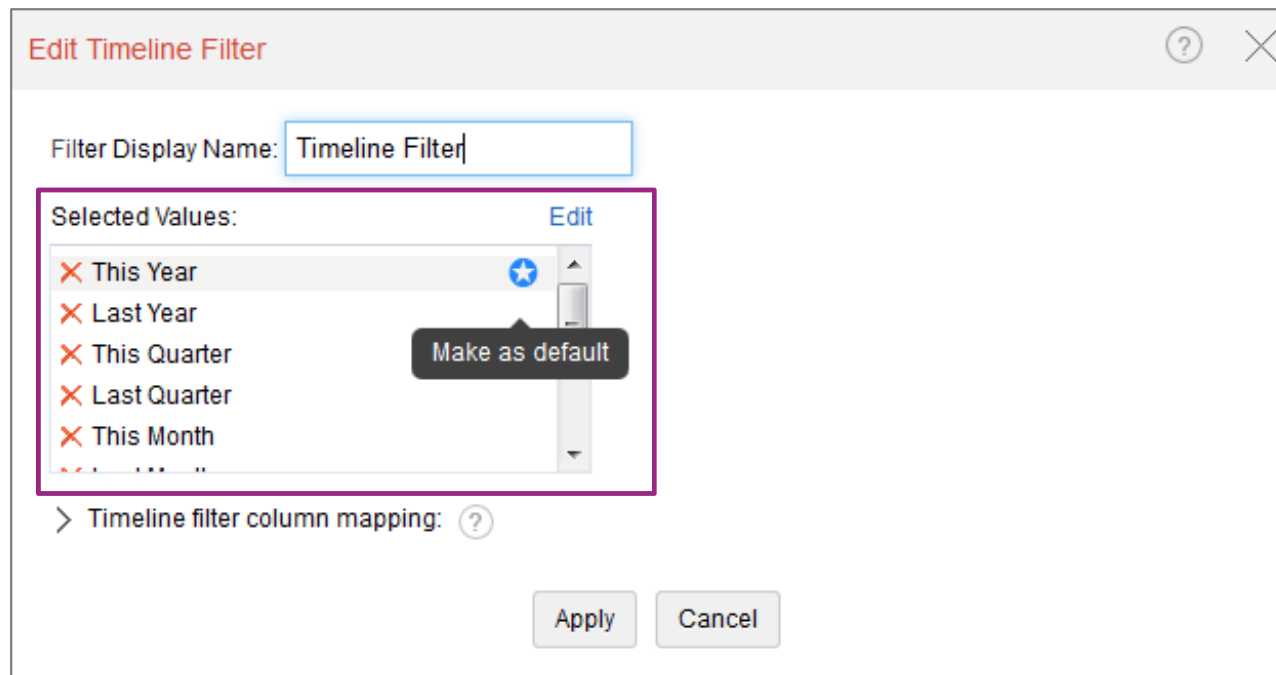 Edit Timeline Filter ?
Filter Display Name: Timeline Filter
Selected Values: Edit
This Year
Last Year
This Quarter
Make as default
Last Quarter
This Month
Timeline filter column mapping: ?
Apply Cancel